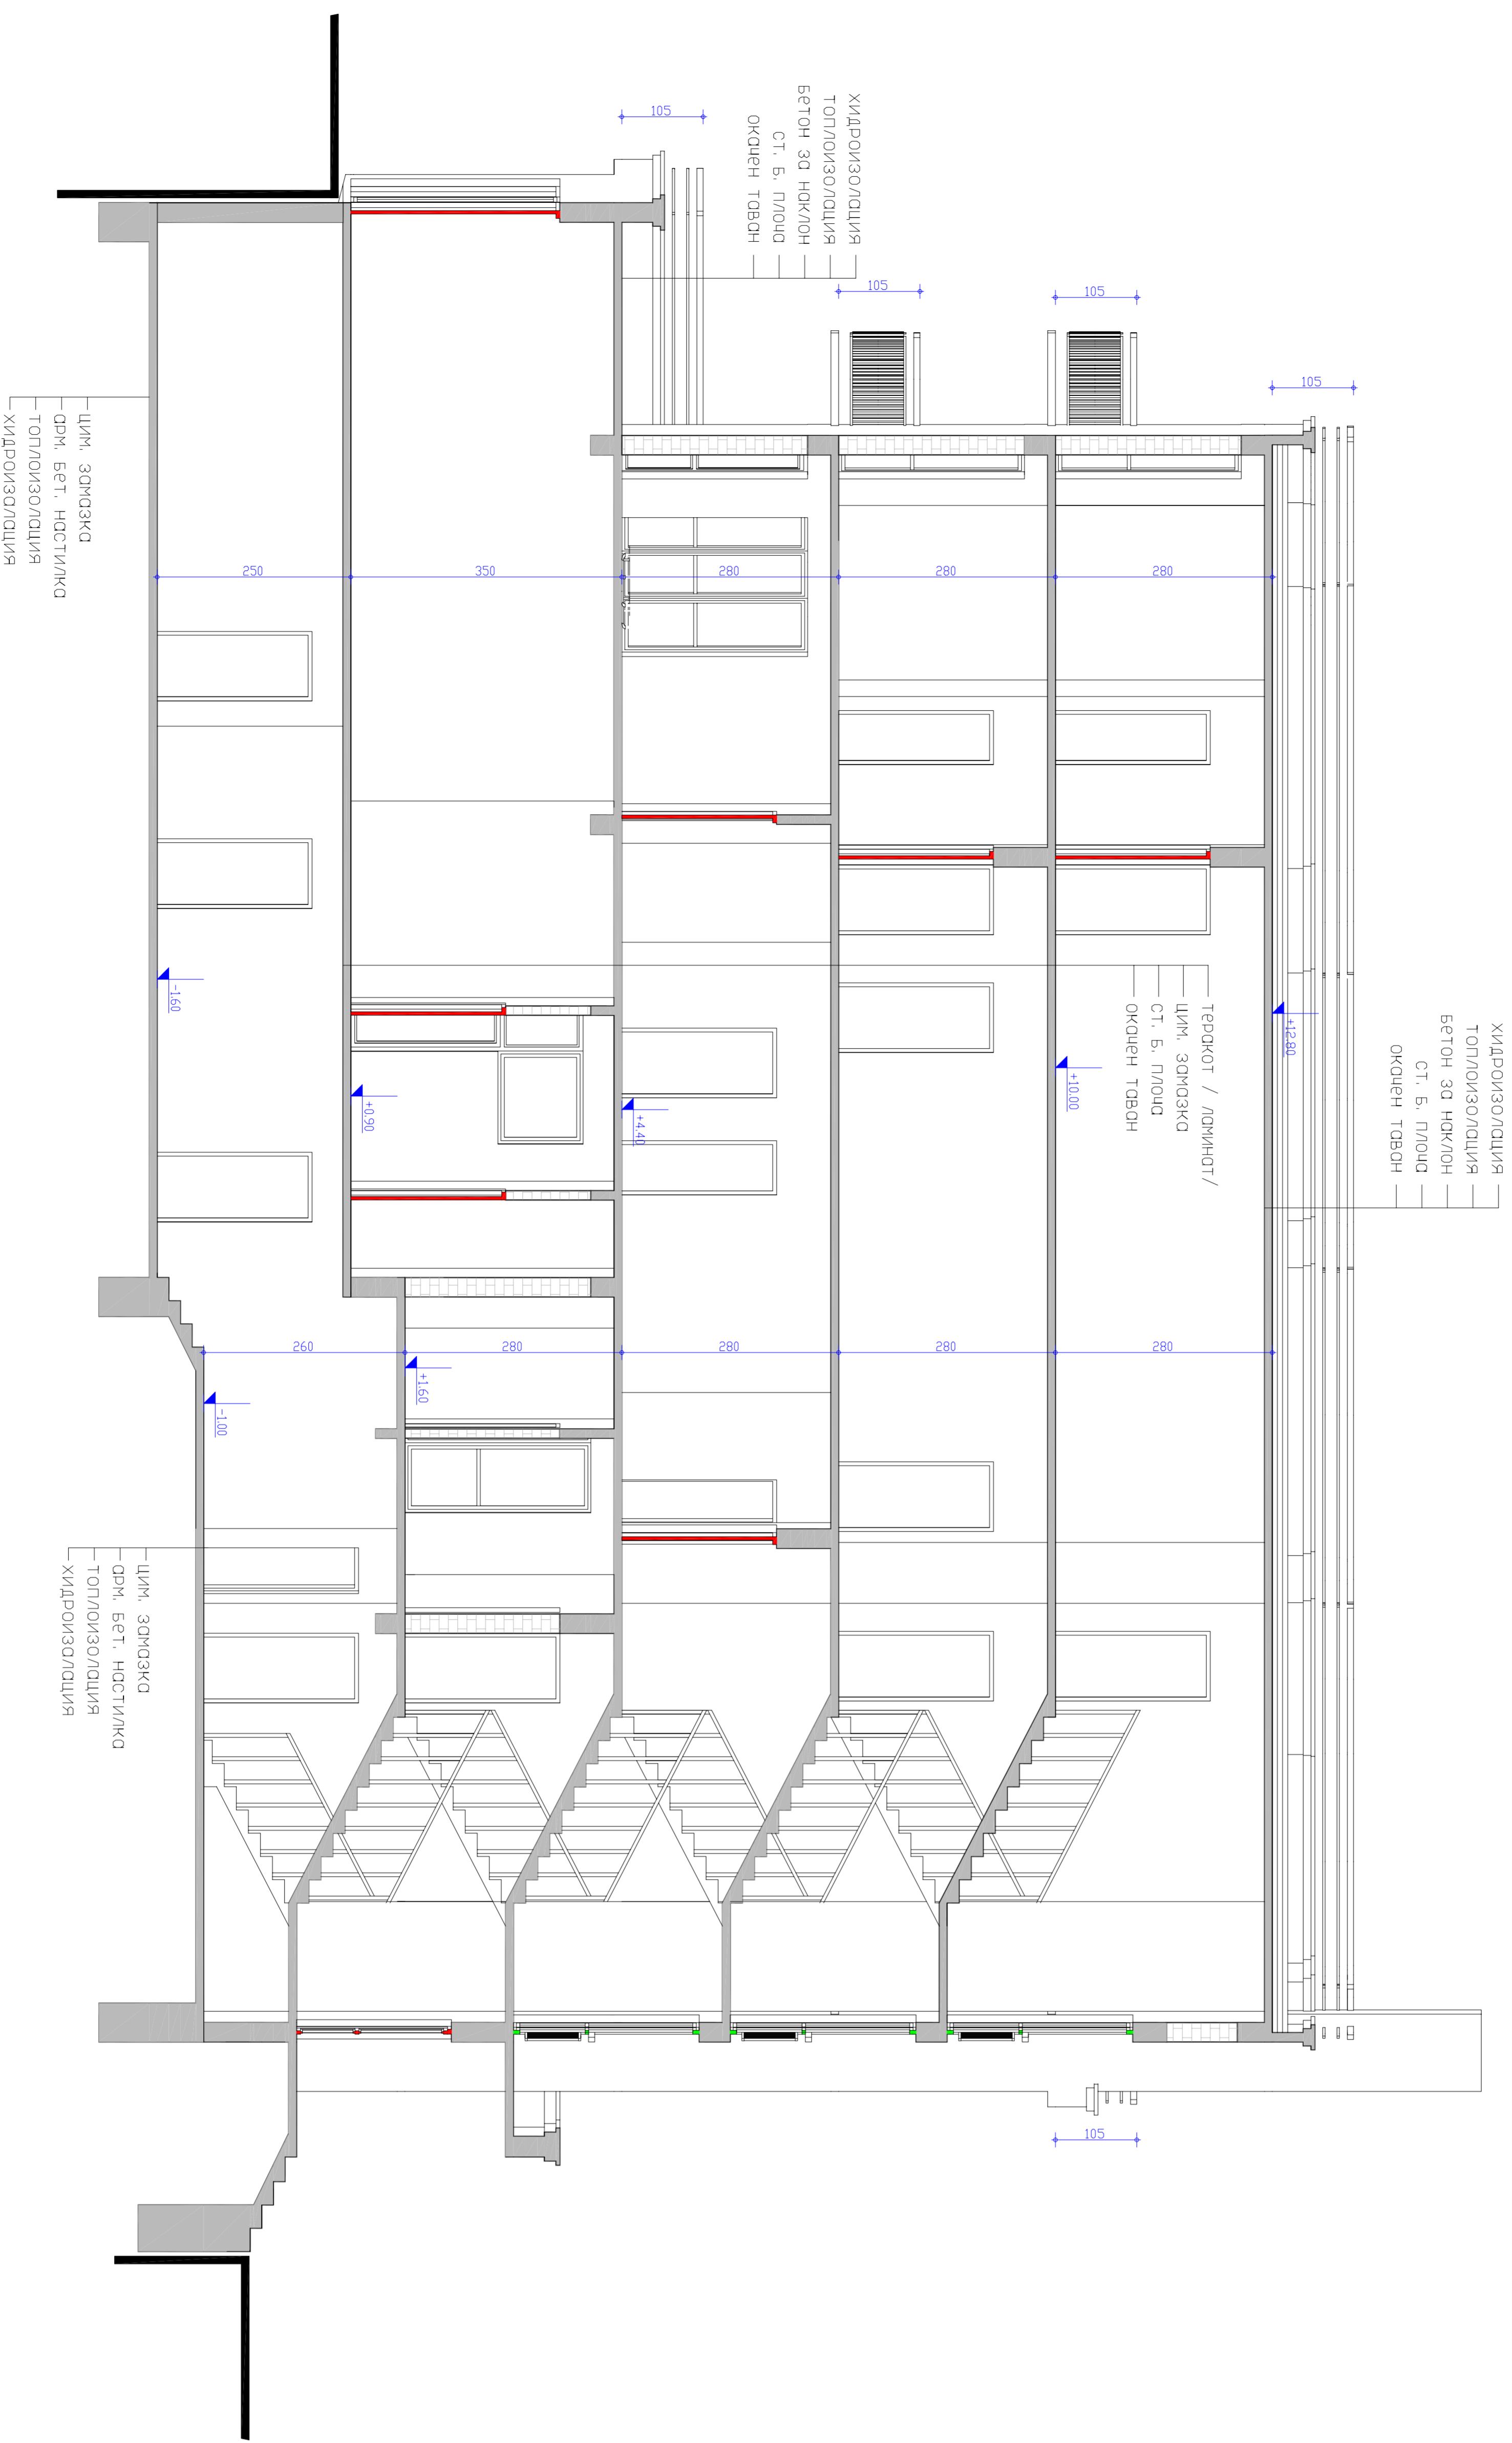 хидроизолация
топлоизолация
бетон за наклон
ст. б. плоча
окачен таван
105
+12.80
теракот / ламинат/
цим. замазка
ст. б. плоча
окачен таван
105
280
280
+10.00
105
105
280
280
хидроизолация
топлоизолация
бетон за наклон
ст. б. плоча
окачен таван
105
280
280
+4.40
350
280
+1.60
+0.90
250
260
-1.00
-1.60
цим. замазка
арм. бет. настилка
топлоизолация
хидроизалация
цим. замазка
арм. бет. настилка
топлоизолация
хидроизалация